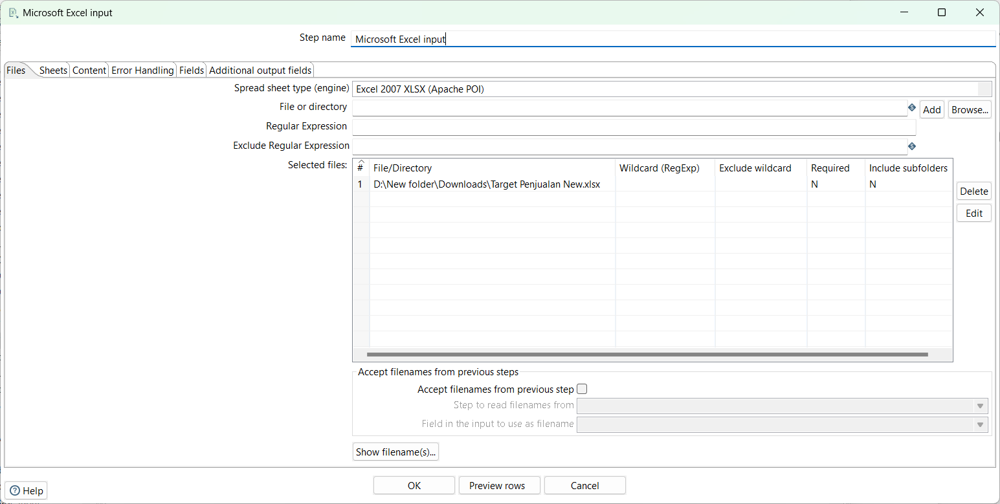 Microsoft Excel input
Step name Microsoft Excel input
Files Sheets Content Error Handling Fields Additional output fields
Spread sheet type (engine) Excel 2007 XLSX (Apache POI)
File or directory Add Browse...
Regular Expression
Exclude Regular Expression
Selected files: # File/Directory Wildcard (RegExp) Exclude wildcard Required Include subfolders
1 D:\New folder\Downloads\Target Penjualan New.xlsx N N
Delete
Edit
Accept filenames from previous steps
Accept filenames from previous step
Step to read filenames from
Field in the input to use as filename
Show filename(s)...
Help OK Preview rows Cancel